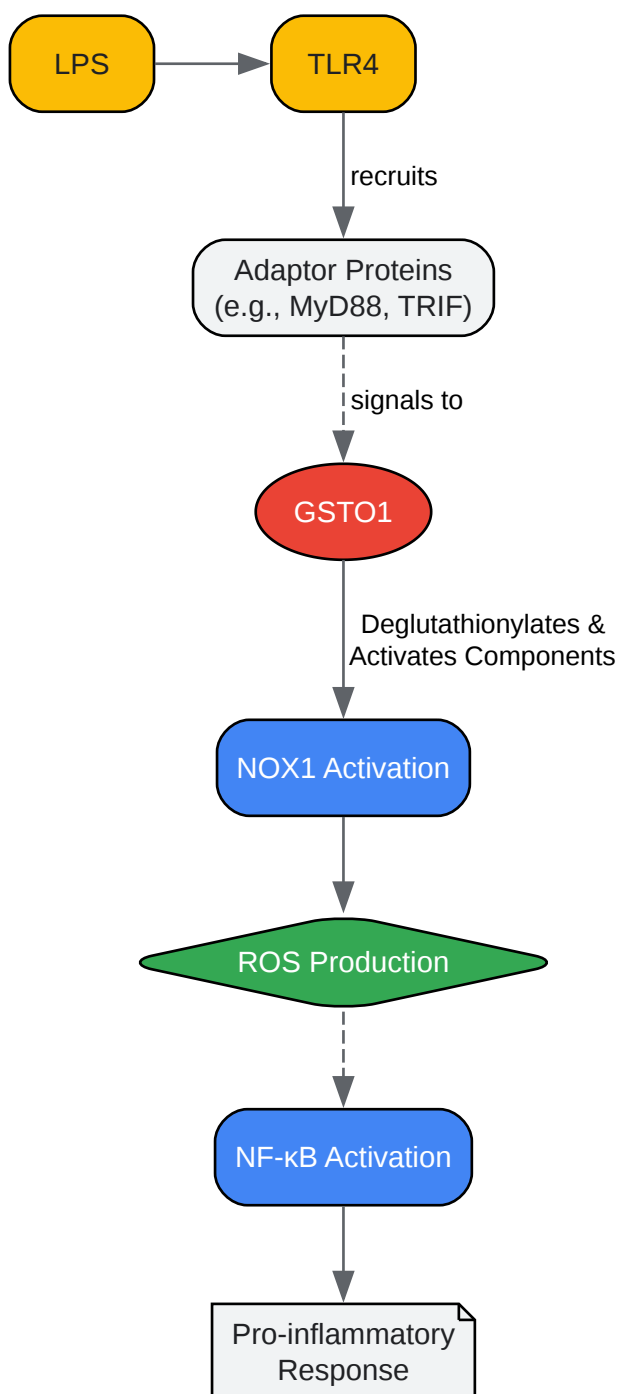 LPS
TLR4
recruits
Adaptor Proteins
(e.g., MyD88, TRIF)
signals to
GSTO1
Deglutathionylates &
Activates Components
NOX1 Activation
ROS Production
NF-κB Activation
Pro-inflammatory
Response